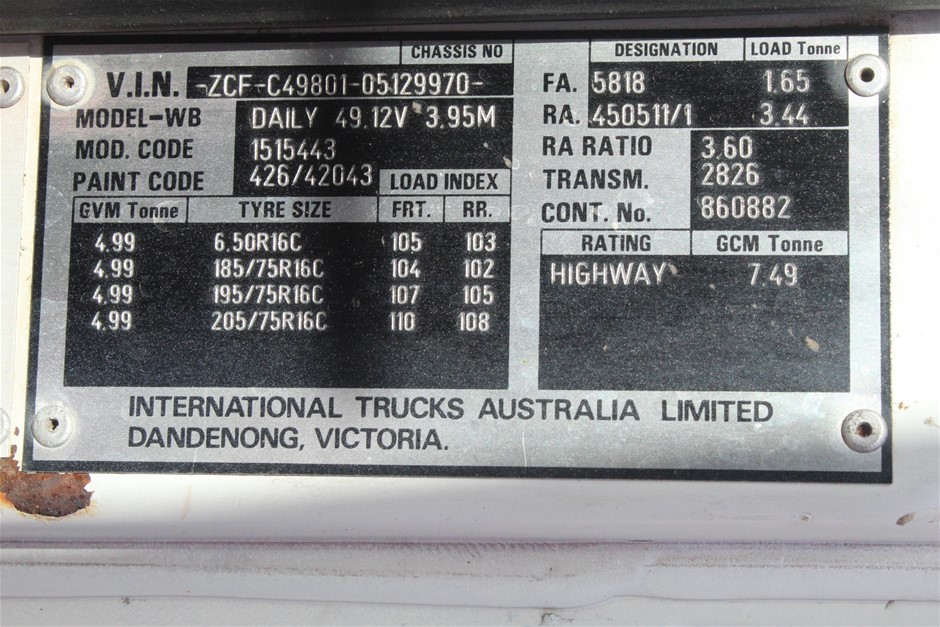 CHASSIS NO
V.I.N. -ZCF-C49801-05129970-
MODEL-WB DAILY 49.12V 3.95M
MOD. CODE 1515443
PAINT CODE 426/42043 LOAD INDEX
GVM Tonne TYRE SIZE FRT. RR.
4.99 6.50R16C 105 103
4.99 185/75R16C 104 102
4.99 195/75R16C 107 105
4.99 205/75R16C 110 108
DESIGNATION LOAD Tonne
FA. 5818 1.65
RA. 450511/1 3.44
RA RATIO 3.60
TRANSM. 2826
CONT. No. 860882
RATING GCM Tonne
HIGHWAY 7.49
INTERNATIONAL TRUCKS AUSTRALIA LIMITED
DANDENONG, VICTORIA.